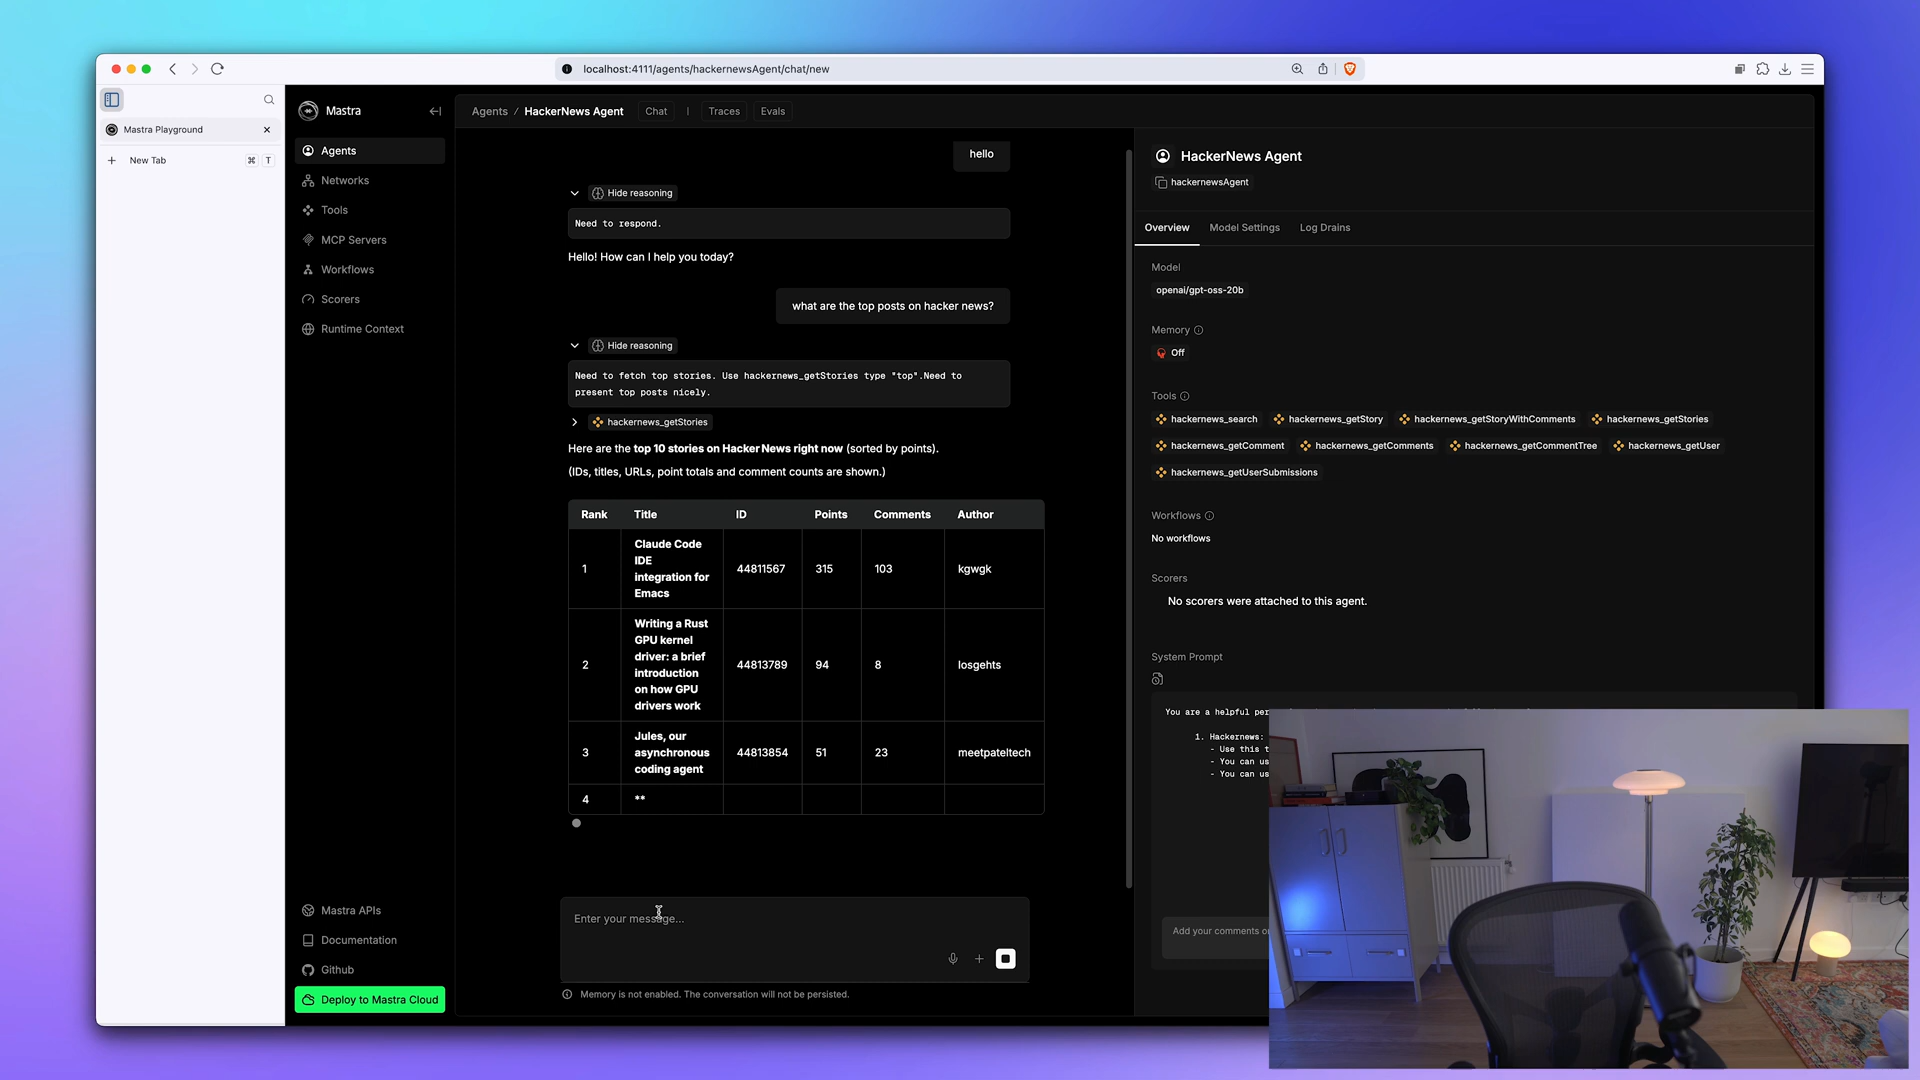 localhost:4111/agents/hackernewsAgent/chat/new
Mastra Playground
New Tab
⌘ T
Mastra
Agents
Networks
Tools
MCP Servers
Workflows
Scorers
Runtime Context
Mastra APIs
Documentation
Github
Deploy to Mastra Cloud
Agents / HackerNews Agent Chat | Traces Evals
hello
Hide reasoning
Need to respond.
Hello! How can I help you today?
what are the top posts on hacker news?
Hide reasoning
Need to fetch top stories. Use hackernews_getStories type "top".Need to
present top posts nicely.
hackernews_getStories
Here are the top 10 stories on Hacker News right now (sorted by points).
(IDs, titles, URLs, point totals and comment counts are shown.)
Rank Title ID Points Comments Author
1 Claude Code IDE integration for Emacs 44811567 315 103 kgwgk
2 Writing a Rust GPU kernel driver: a brief introduction on how GPU drivers work 44813789 94 8 losgehts
3 Jules, our asynchronous coding agent 44813854 51 23 meetpateltech
4 **
Enter your message...
Memory is not enabled. The conversation will not be persisted.
HackerNews Agent
hackernewsAgent
Overview Model Settings Log Drains
Model
openai/gpt-oss-20b
Memory
Off
Tools
hackernews_search hackernews_getStory hackernews_getStoryWithComments hackernews_getStories
hackernews_getComment hackernews_getComments hackernews_getCommentTree hackernews_getUser
hackernews_getUserSubmissions
Workflows
No workflows
Scorers
No scorers were attached to this agent.
System Prompt
You are a helpful
1. Hackernews:
- Use this
- You can
- You can
Add your comments